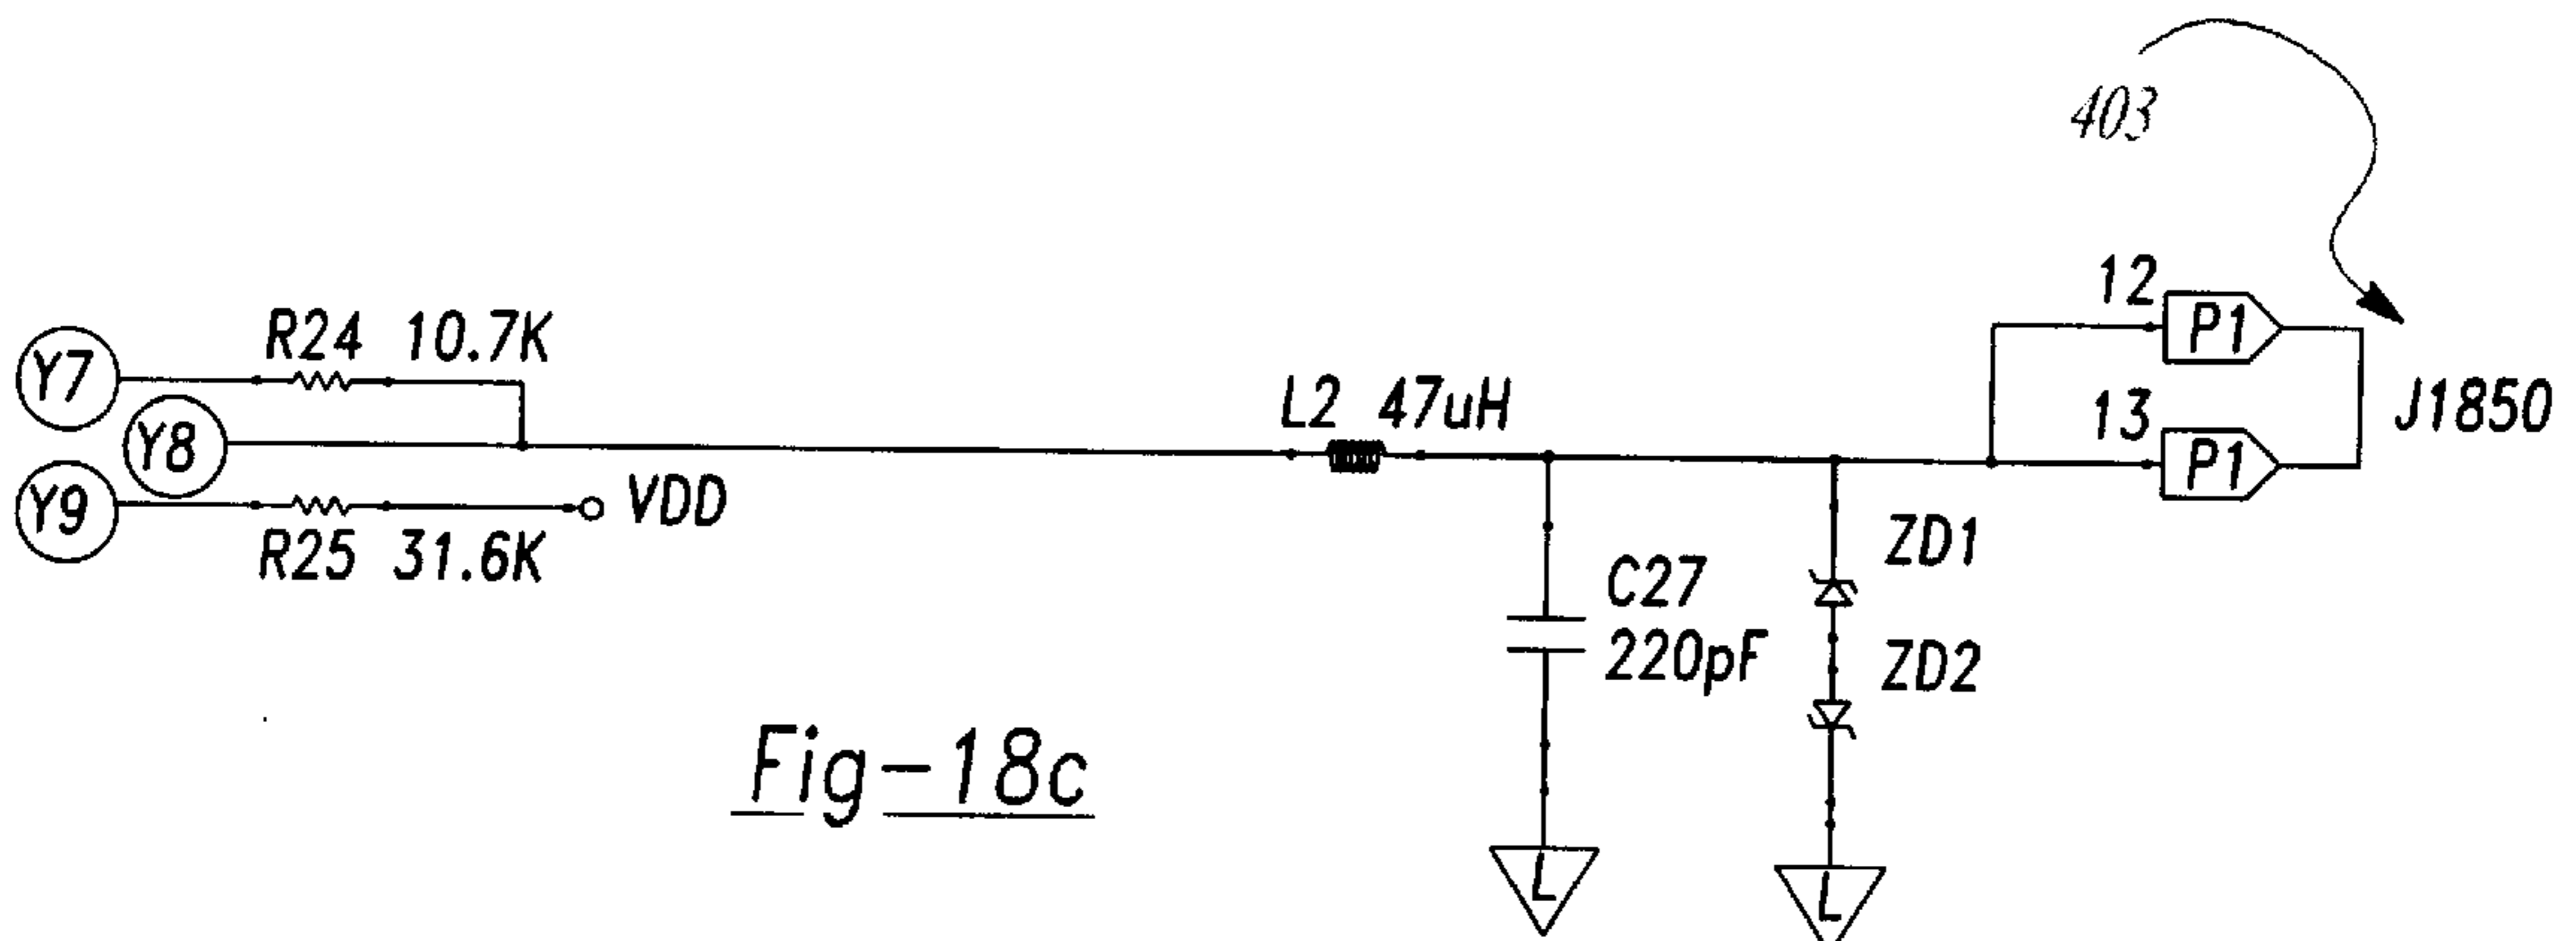 403
12
P1
R24 10.7K
Y7
L2 47uH
13
J1850
Y8
P1
Y9
VDD
R25 31.6K
ZD1
C27
220pF
ZD2
Fig-18c
L
L